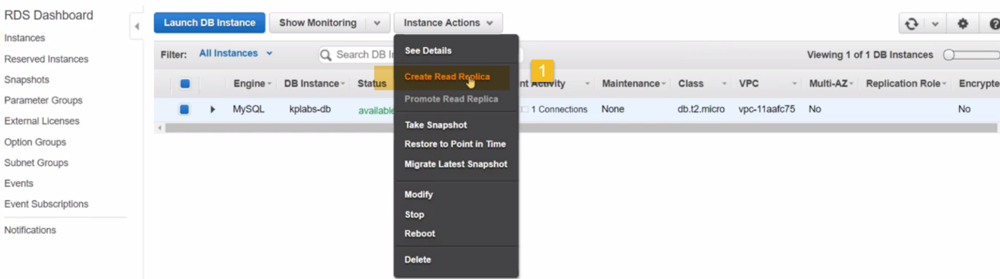 RDS Dashboard
Instances
Reserved Instances
Snapshots
Parameter Groups
External Licenses
Option Groups
Subnet Groups
Events
Event Subscriptions
Notifications
Launch DB Instance Show Monitoring Instance Actions
Filter: All Instances Search DB I Viewing 1 of 1 DB Instances
Engine DB Instance Status nt Activity Maintenance Class VPC Multi-AZ Replication Role Encrypte
MySQL kplabs-db available 1 Connections None db.t2.micro vpc-11aafc75 No No
See Details
Create Read Replica 1
Promote Read Replica
Take Snapshot
Restore to Point in Time
Migrate Latest Snapshot
Modify
Stop
Reboot
Delete